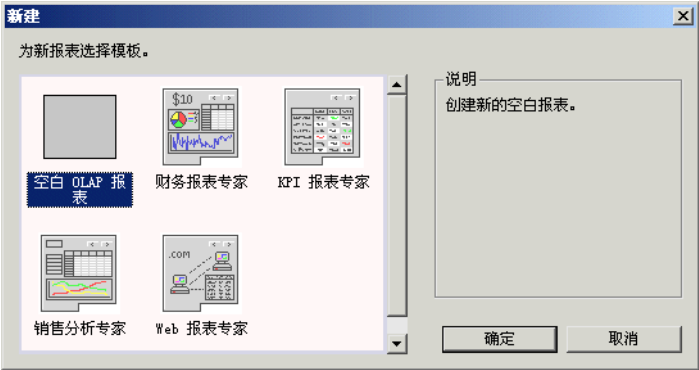 新建
为新报表选择模板。
$10
空白 OLAP 报
表
财务报表专家
KPI 报表专家
.COM
销售分析专家
Web 报表专家
说明
创建新的空白报表。
确定
取消